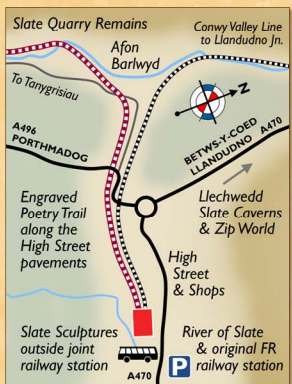 Slate Quarry Remains
Conwy Valley Line
to Llandudno Jn.
Afon
Barlwyd
To Tanygrisiau
N
A496
PORTHMADOG
BETWS-Y-COED
LLANDUDNO
A470
Engraved
Poetry Trail
along the
High Street
pavements
Llechwedd
Slate Caverns
& Zip World
High
Street
& Shops
Slate Sculptures
outside joint
railway station
River of Slate
& original FR
railway station
A470
P